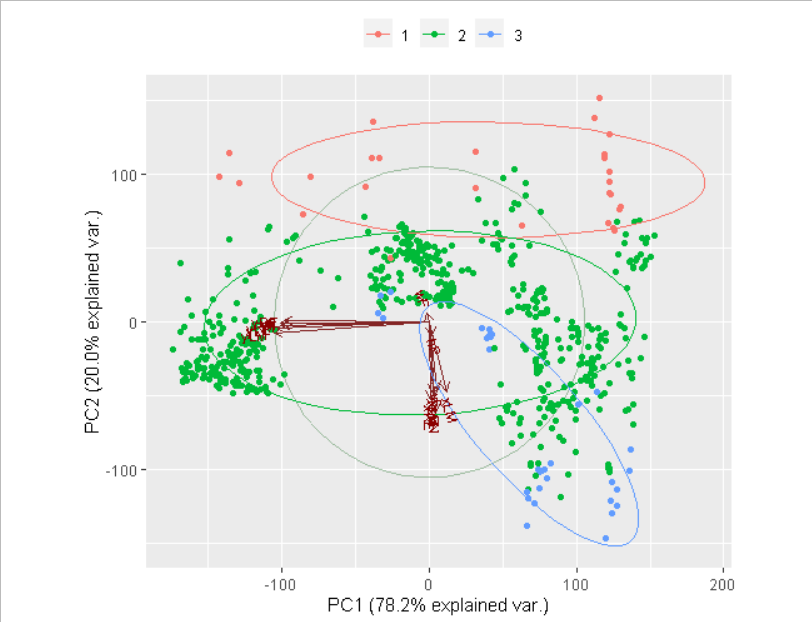 1 2 3
100
0
-100
PC2 (20.0% explained var.)
-100 0 100 200
PC1 (78.2% explained var.)